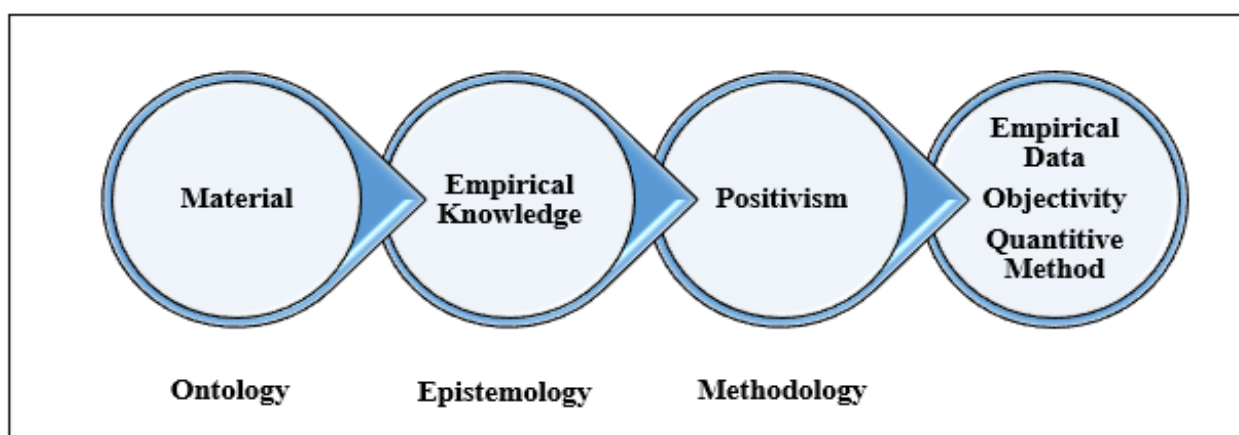 Material
Empirical
Knowledge
Positivism
Empirical
Data
Objectivity
Quantitive
Method
Ontology
Epistemology
Methodology